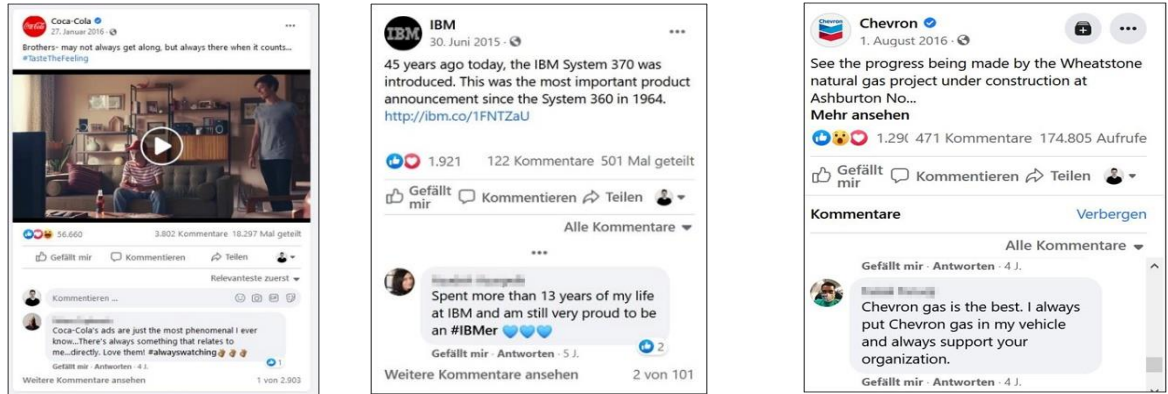 Coca-Cola
27. Januar 2016
Brothers- may not always get along, but always there when it counts...
#TasteTheFeeling
56.660
3.802 Kommentare 18.297 Mal geteilt
Gefällt mir Kommentieren Teilen
Relevanteste zuerst
Kommentieren ...
Coca-Cola's ads are just the most phenomenal I ever
know...There's always something that relates to
me...directly. Love them! #alwayswatching
1
Gefällt mir · Antworten · 4 J.
Weitere Kommentare ansehen 1 von 2.903
IBM
IBM
30. Juni 2015
45 years ago today, the IBM System 370 was
introduced. This was the most important product
announcement since the System 360 in 1964.
http://ibm.co/1FNTZaU
1.921 122 Kommentare 501 Mal geteilt
Gefällt
mir
Kommentieren Teilen
Alle Kommentare
Spent more than 13 years of my life
at IBM and am still very proud to be
an #IBMer
2
Gefällt mir · Antworten · 5 J.
Weitere Kommentare ansehen 2 von 101
Chevron
Chevron
1. August 2016
See the progress being made by the Wheatstone
natural gas project under construction at
Ashburton No...
Mehr ansehen
1.29( 471 Kommentare 174.805 Aufrufe
Gefällt
mir
Kommentieren Teilen
Kommentare Verbergen
Alle Kommentare
Gefällt mir · Antworten · 4 J.
Chevron gas is the best. I always
put Chevron gas in my vehicle
and always support your
organization.
Gefällt mir · Antworten · 4 J.